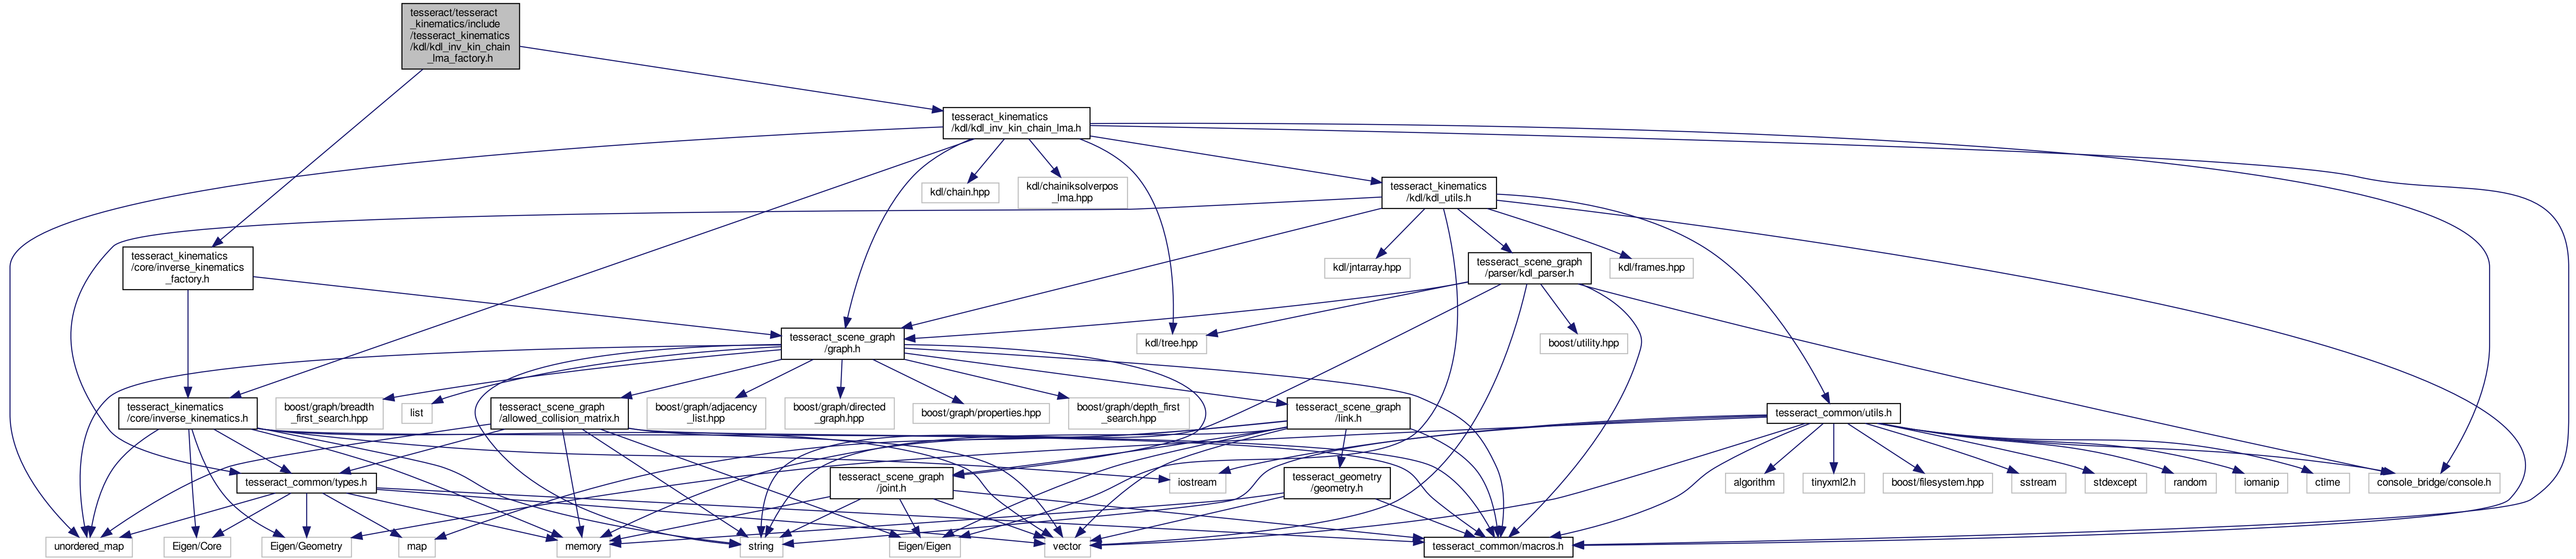 tesseract/tesseract
_kinematics/include
/tesseract_kinematics
/kdl/kdl_inv_kin_chain
_lma_factory.h
tesseract_kinematics
/kdl/kdl_inv_kin_chain_lma.h
kdl/chain.hpp
kdl/chainiksolverpos
_lma.hpp
tesseract_kinematics
/kdl/kdl_utils.h
tesseract_kinematics
/core/inverse_kinematics
_factory.h
kdl/jntarray.hpp
tesseract_scene_graph
/parser/kdl_parser.h
kdl/frames.hpp
tesseract_scene_graph
/graph.h
kdl/tree.hpp
boost/utility.hpp
tesseract_kinematics
/core/inverse_kinematics.h
boost/graph/breadth
_first_search.hpp
list
tesseract_scene_graph
/allowed_collision_matrix.h
boost/graph/adjacency
_list.hpp
boost/graph/directed
_graph.hpp
boost/graph/properties.hpp
boost/graph/depth_first
_search.hpp
tesseract_scene_graph
/link.h
tesseract_common/utils.h
tesseract_common/types.h
tesseract_scene_graph
/joint.h
iostream
tesseract_geometry
/geometry.h
algorithm
tinyxml2.h
boost/filesystem.hpp
sstream
stdexcept
random
iomanip
ctime
console_bridge/console.h
unordered_map
Eigen/Core
Eigen/Geometry
map
memory
string
Eigen/Eigen
vector
tesseract_common/macros.h